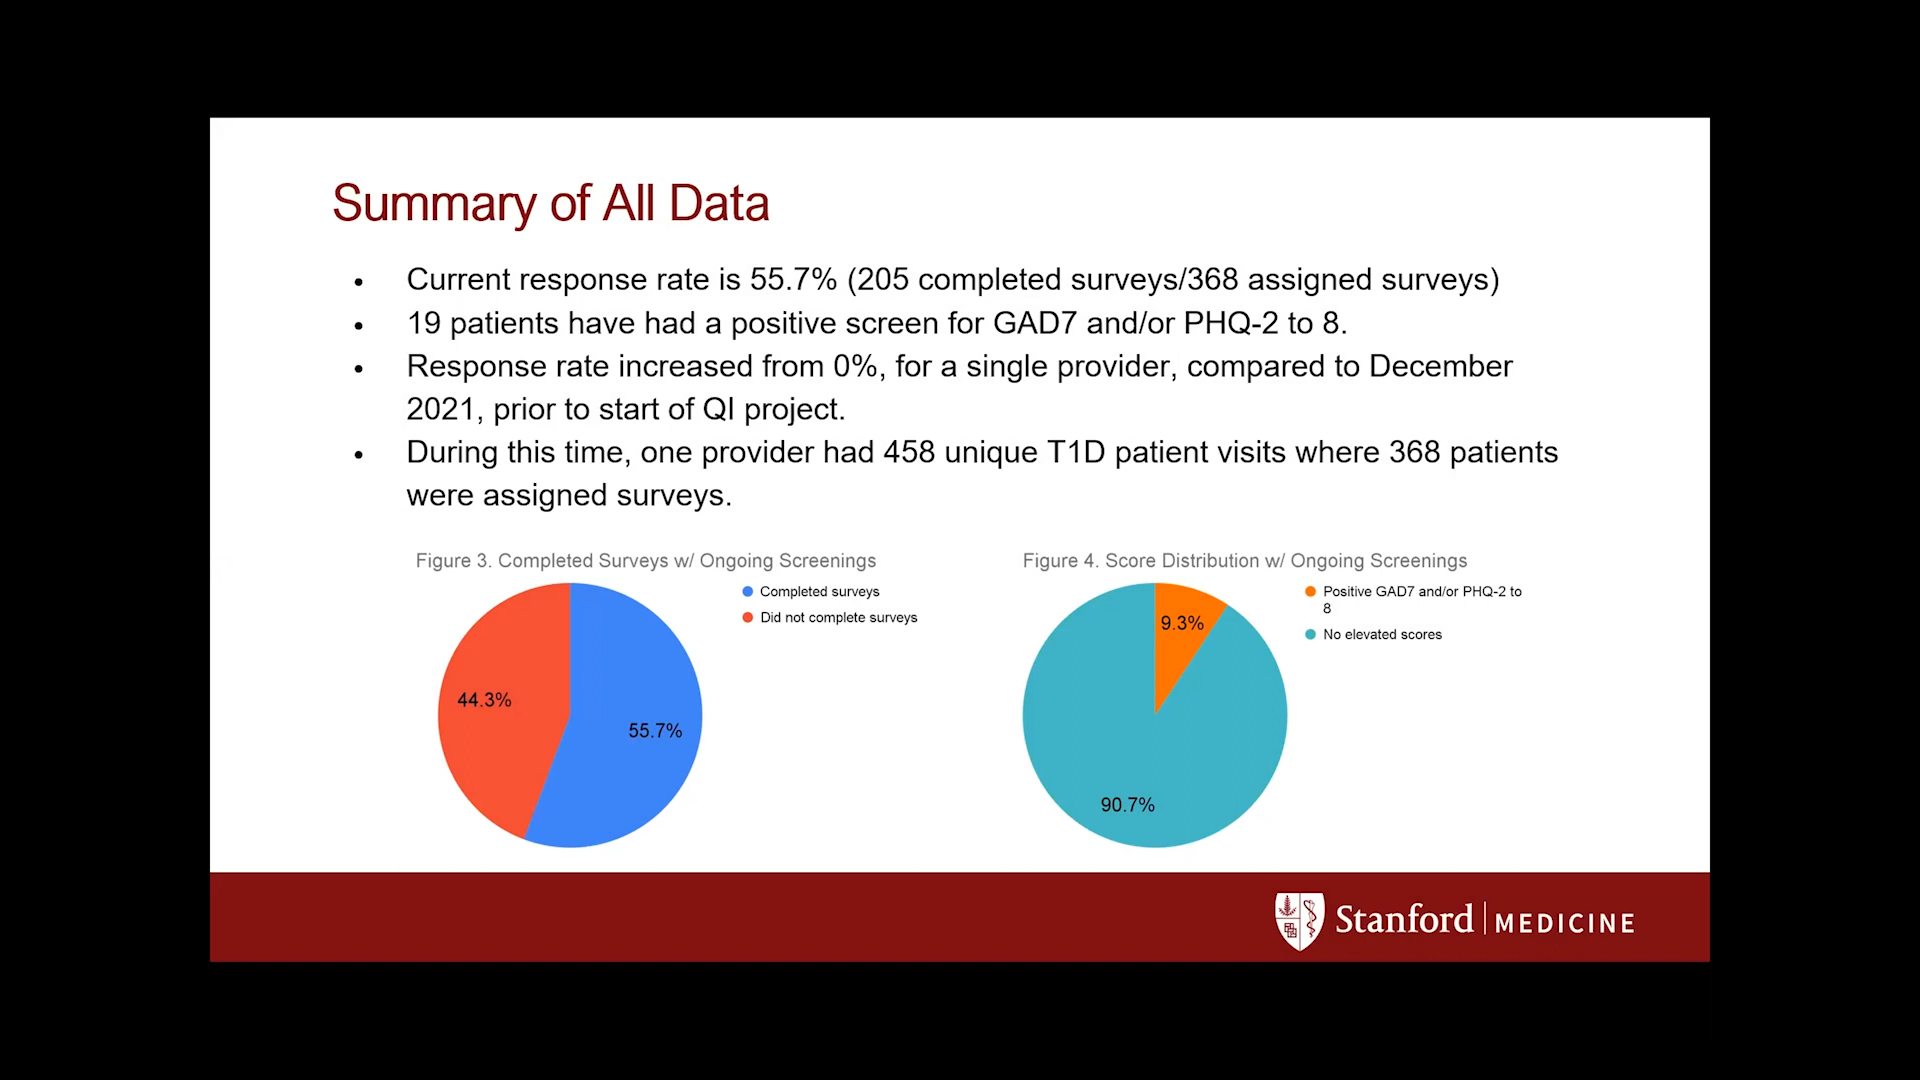 Summary of All Data
• Current response rate is 55.7% (205 completed surveys/368 assigned surveys)
• 19 patients have had a positive screen for GAD7 and/or PHQ-2 to 8.
• Response rate increased from 0%, for a single provider, compared to December
2021, prior to start of QI project.
• During this time, one provider had 458 unique T1D patient visits where 368 patients
were assigned surveys.
Figure 3. Completed Surveys w/ Ongoing Screenings
Completed surveys
Did not complete surveys
44.3%
55.7%
Figure 4. Score Distribution w/ Ongoing Screenings
Positive GAD7 and/or PHQ-2 to
8
No elevated scores
9.3%
90.7%
Stanford | MEDICINE